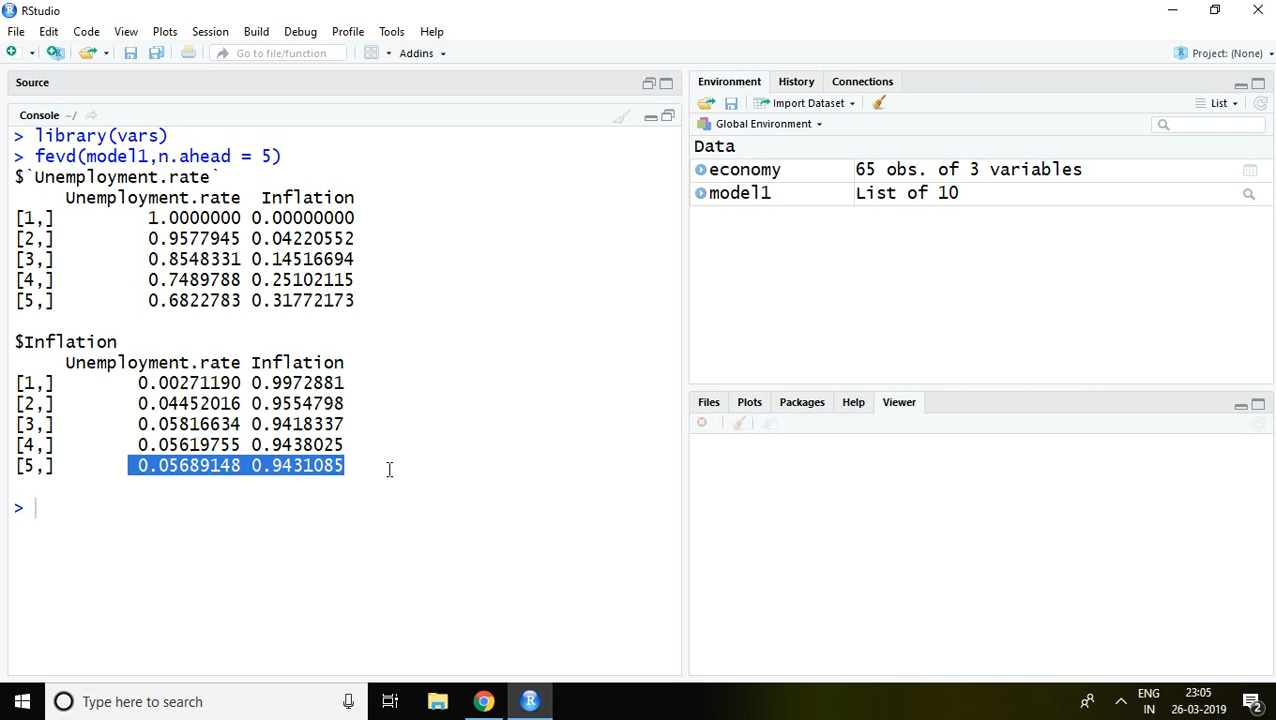 RStudio
File Edit Code View Plots Session Build Debug Profile Tools Help
Go to file/function Addins Project: (None)
Source
Console ~/
> library(vars)
> fevd(model1,n.ahead = 5)
$`Unemployment.rate`
Unemployment.rate Inflation
[1,] 1.0000000 0.00000000
[2,] 0.9577945 0.04220552
[3,] 0.8548331 0.14516694
[4,] 0.7489788 0.25102115
[5,] 0.6822783 0.31772173
$Inflation
Unemployment.rate Inflation
[1,] 0.00271190 0.9972881
[2,] 0.04452016 0.9554798
[3,] 0.05816634 0.9418337
[4,] 0.05619755 0.9438025
[5,] 0.05689148 0.9431085
>
Environment History Connections
Import Dataset List
Global Environment
Data
economy 65 obs. of 3 variables
model1 List of 10
Files Plots Packages Help Viewer
Type here to search
ENG
IN
23:05
26-03-2019
2